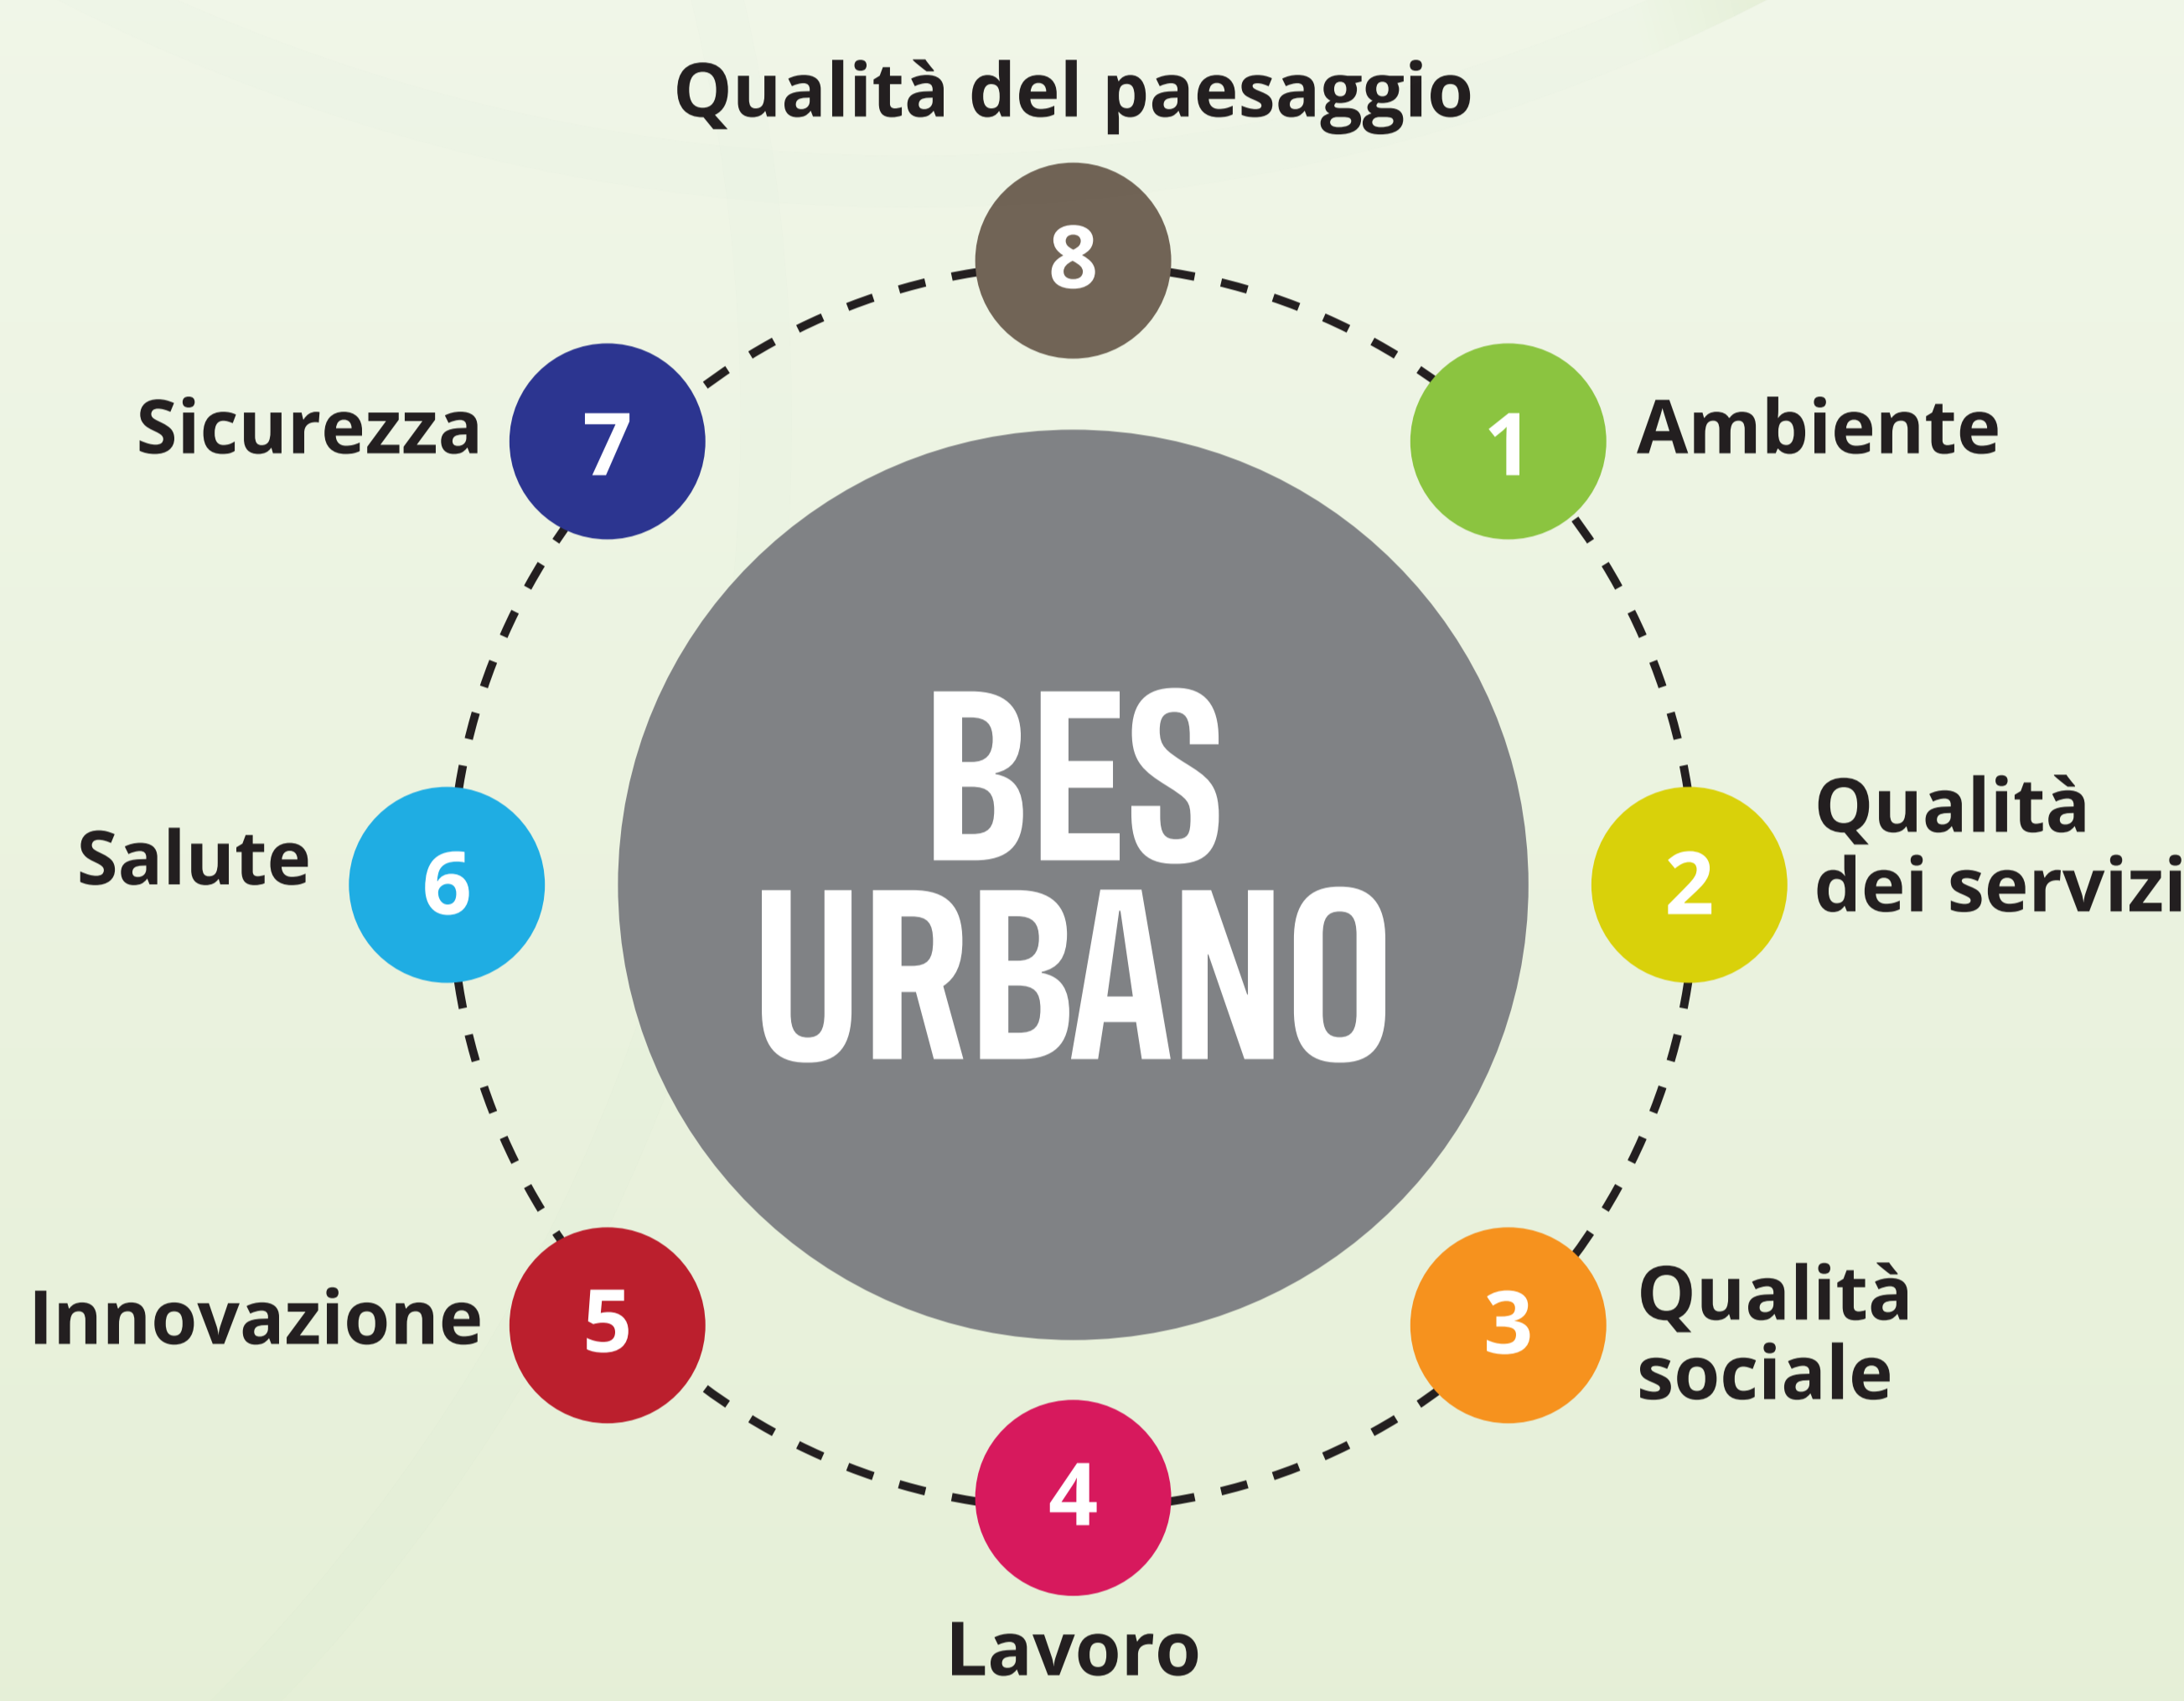 Qualità del paesaggio
8
Sicurezza
7
1
Ambiente
BES
URBANO
Salute
6
2
Qualità
dei servizi
Innovazione
5
3
Qualità
sociale
4
Lavoro